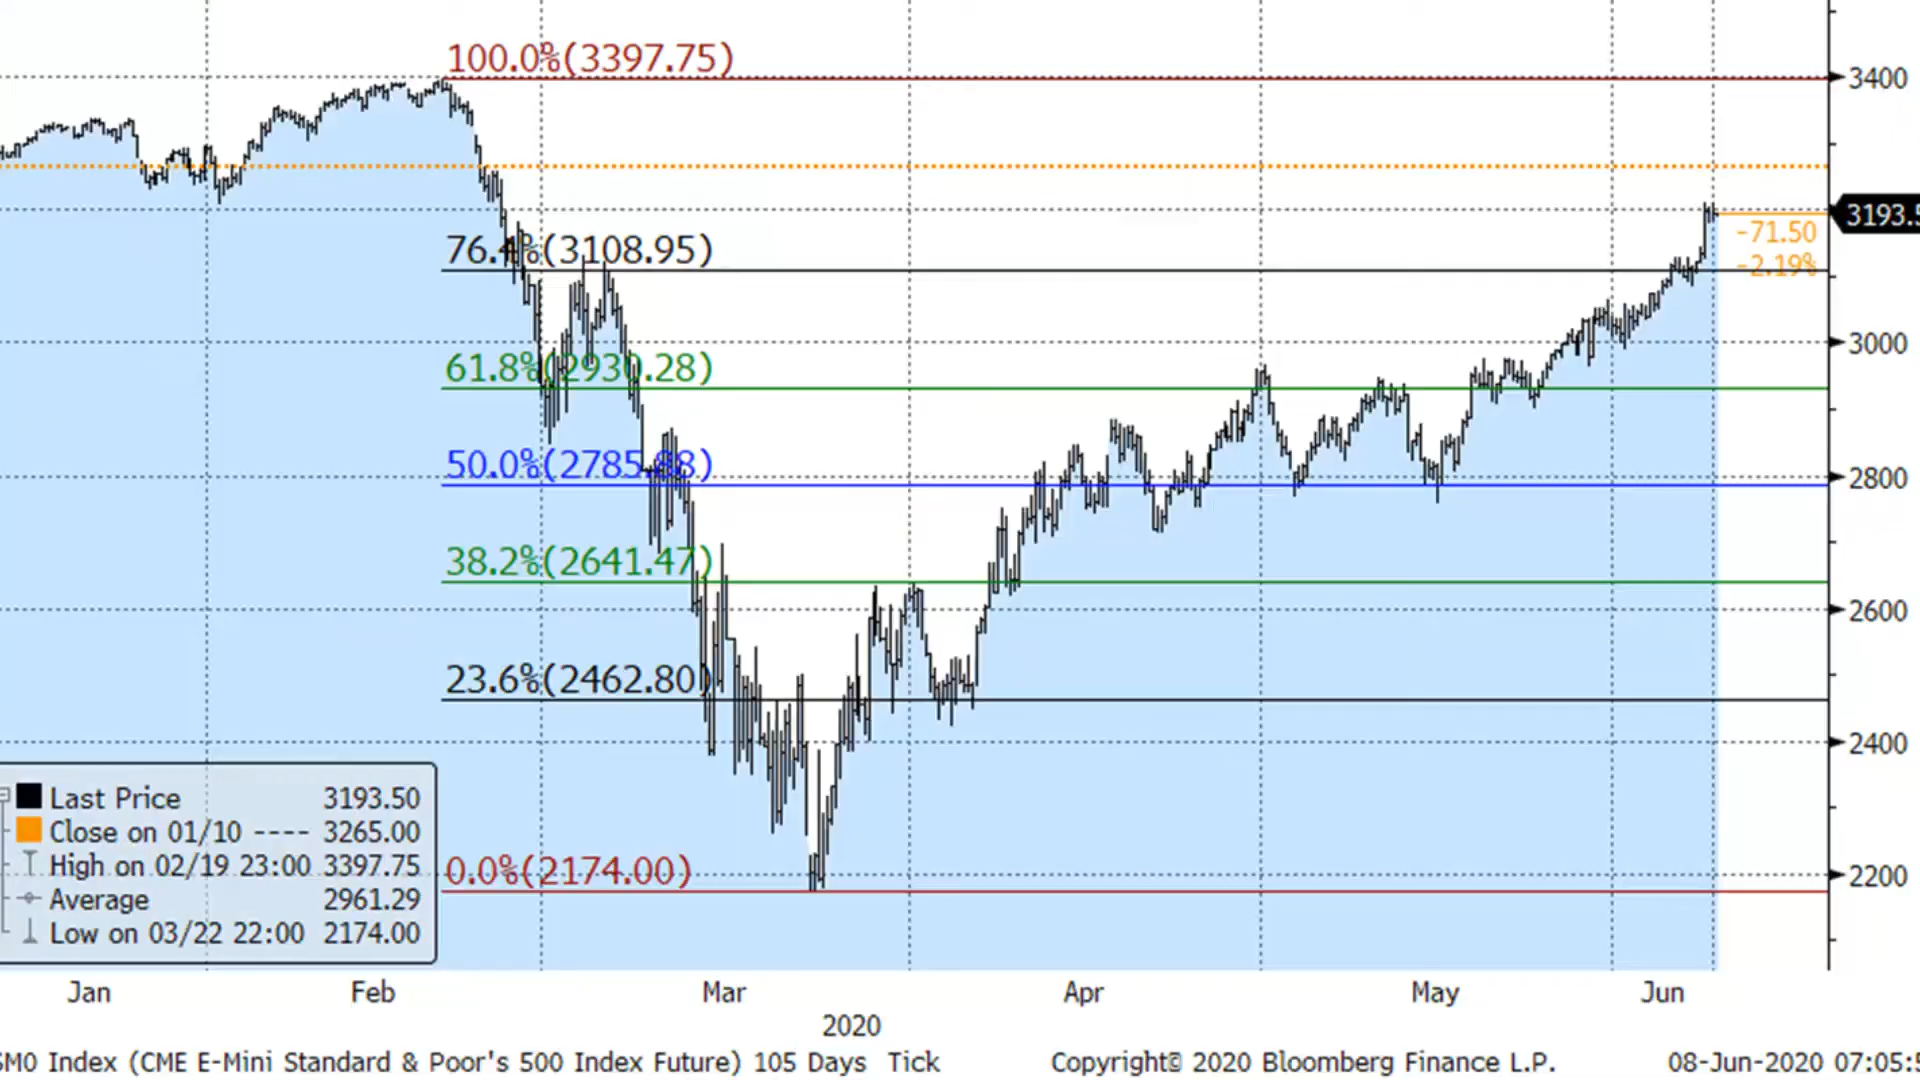 100.0%(3397.75)
3400
3193.5
-71.50
76.4%(3108.95)
-2.19%
3000
61.8%(2930.28)
50.0%(2785.88)
2800
38.2%(2641.47)
2600
23.6%(2462.80)
2400
0.0%(2174.00)
2200
Last Price 3193.50
Close on 01/10 ---- 3265.00
High on 02/19 23:00 3397.75
Average 2961.29
Low on 03/22 22:00 2174.00
Jan Feb Mar Apr May Jun
2020
SM0 Index (CME E-Mini Standard & Poor's 500 Index Future) 105 Days Tick Copyright© 2020 Bloomberg Finance L.P. 08-Jun-2020 07:05:5